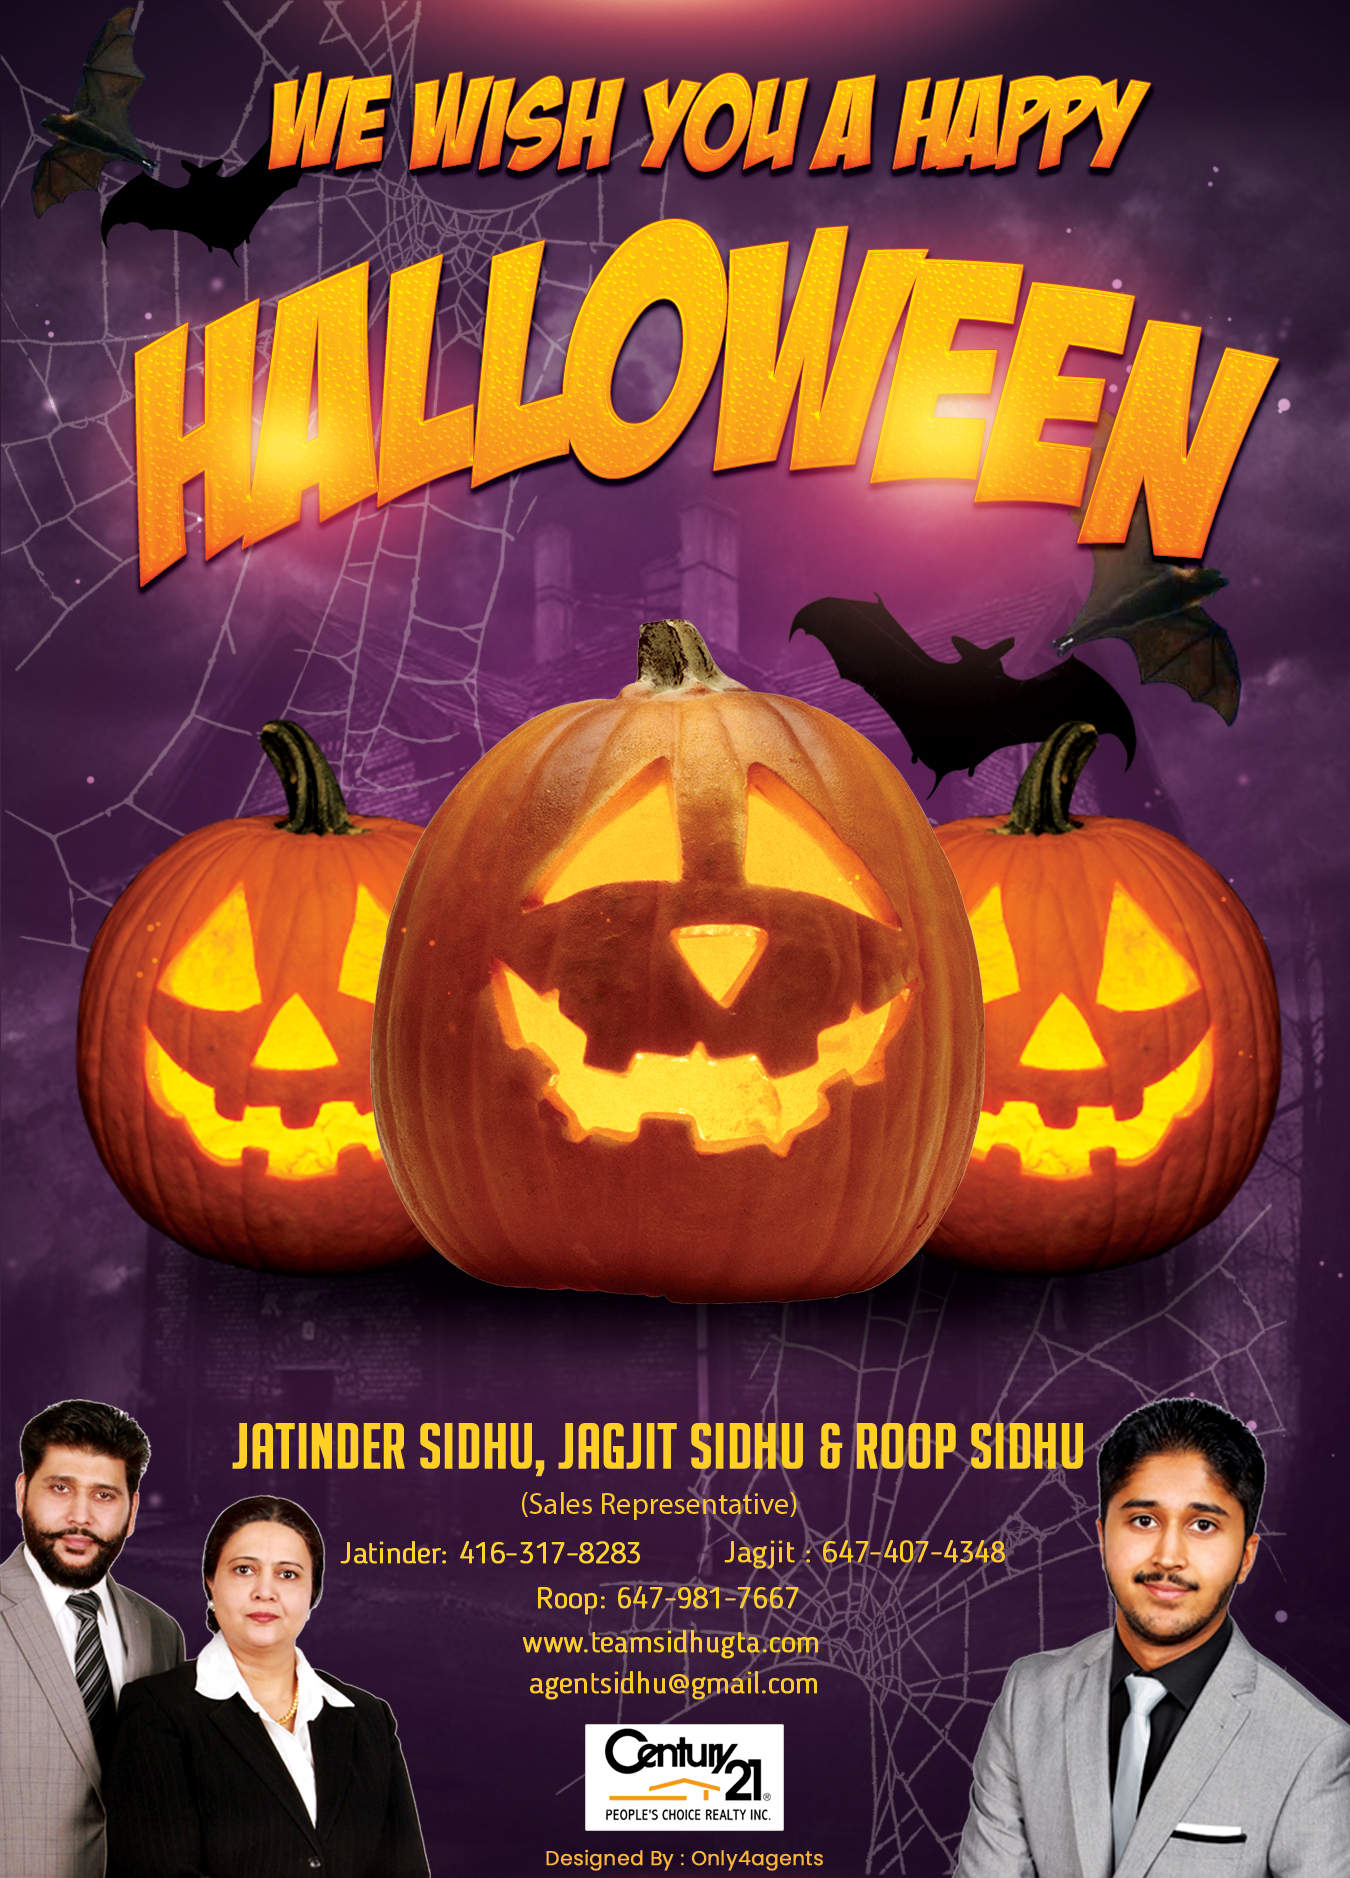 WE WISH YOU A HAPPY
HALLOWEEN
JATINDER SIDHU, JAGJIT SIDHU & ROOP SIDHU
(Sales Representative)
Jatinder: 416-317-8283 Jagjit : 647-407-4348
Roop: 647-981-7667
www.teamsidhugta.com
agentsidhu@gmail.com
Century 21®
PEOPLE'S CHOICE REALTY INC.
Designed By : Only4agents